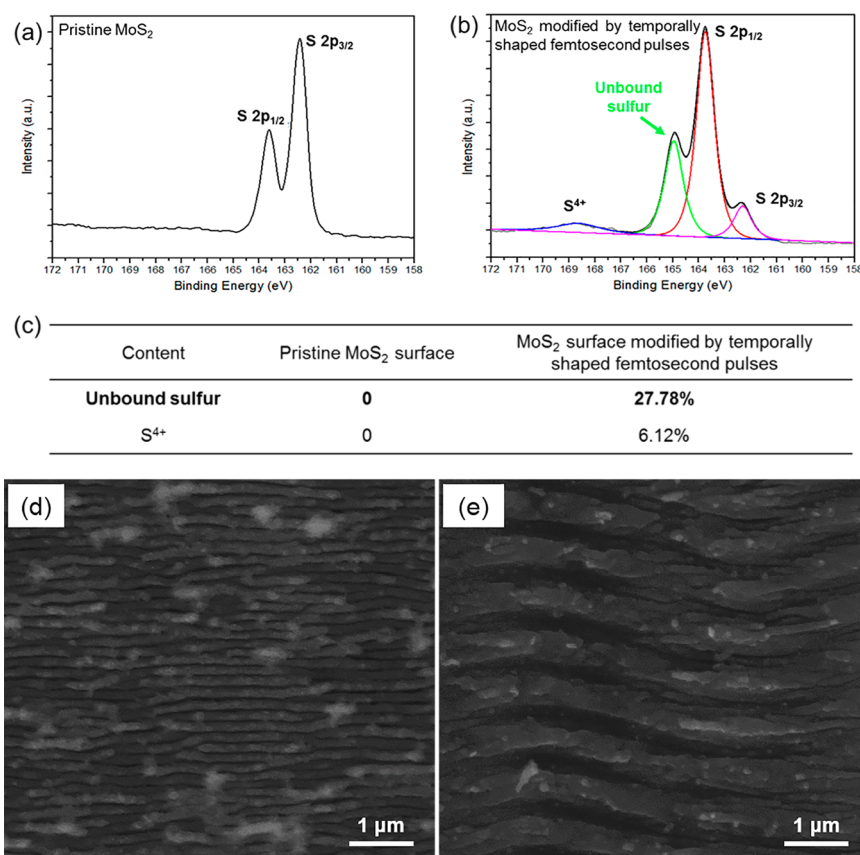 (a)
Pristine MoS₂
S 2p₃/₂
S 2p₁/₂
Intensity (a.u.)
172 171 170 169 168 167 166 165 164 163 162 161 160 159 158
Binding Energy (eV)
(b)
MoS₂ modified by temporally
shaped femtosecond pulses
S 2p₁/₂
Unbound
sulfur
S⁴⁺
S 2p₃/₂
Intensity (a.u.)
172 171 170 169 168 167 166 165 164 163 162 161 160 159 158
Binding Energy (eV)
(c)
Content
Pristine MoS₂ surface
MoS₂ surface modified by temporally
shaped femtosecond pulses
Unbound sulfur 0 27.78%
S⁴⁺ 0 6.12%
(d)
1 µm
(e)
1 µm